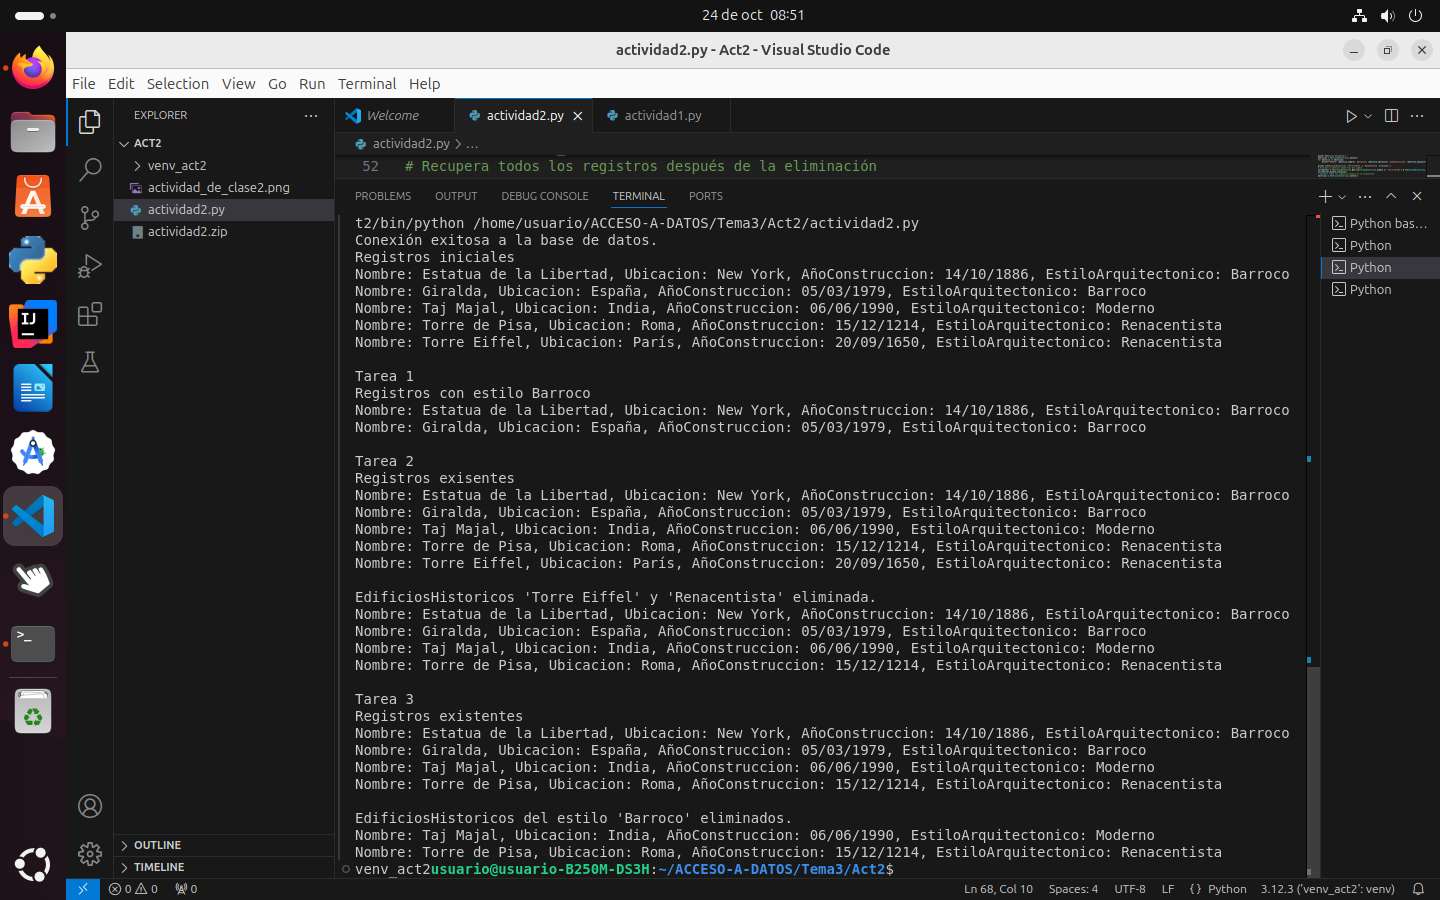 24 de oct 08:51
actividad2.py - Act2 - Visual Studio Code
File Edit Selection View Go Run Terminal Help
EXPLORER
Welcome
actividad2.py
actividad1.py
ACT2
venv_act2
actividad_de_clase2.png
actividad2.py
actividad2.zip
OUTLINE
TIMELINE
actividad2.py > ...
52 # Recupera todos los registros después de la eliminación
PROBLEMS OUTPUT DEBUG CONSOLE TERMINAL PORTS
t2/bin/python /home/usuario/ACCESO-A-DATOS/Tema3/Act2/actividad2.py
Conexión exitosa a la base de datos.
Registros iniciales
Nombre: Estatua de la Libertad, Ubicacion: New York, AñoConstruccion: 14/10/1886, EstiloArquitectonico: Barroco
Nombre: Giralda, Ubicacion: España, AñoConstruccion: 05/03/1979, EstiloArquitectonico: Barroco
Nombre: Taj Majal, Ubicacion: India, AñoConstruccion: 06/06/1990, EstiloArquitectonico: Moderno
Nombre: Torre de Pisa, Ubicacion: Roma, AñoConstruccion: 15/12/1214, EstiloArquitectonico: Renacentista
Nombre: Torre Eiffel, Ubicacion: París, AñoConstruccion: 20/09/1650, EstiloArquitectonico: Renacentista
Tarea 1
Registros con estilo Barroco
Nombre: Estatua de la Libertad, Ubicacion: New York, AñoConstruccion: 14/10/1886, EstiloArquitectonico: Barroco
Nombre: Giralda, Ubicacion: España, AñoConstruccion: 05/03/1979, EstiloArquitectonico: Barroco
Tarea 2
Registros exisentes
Nombre: Estatua de la Libertad, Ubicacion: New York, AñoConstruccion: 14/10/1886, EstiloArquitectonico: Barroco
Nombre: Giralda, Ubicacion: España, AñoConstruccion: 05/03/1979, EstiloArquitectonico: Barroco
Nombre: Taj Majal, Ubicacion: India, AñoConstruccion: 06/06/1990, EstiloArquitectonico: Moderno
Nombre: Torre de Pisa, Ubicacion: Roma, AñoConstruccion: 15/12/1214, EstiloArquitectonico: Renacentista
Nombre: Torre Eiffel, Ubicacion: París, AñoConstruccion: 20/09/1650, EstiloArquitectonico: Renacentista
EdificiosHistoricos 'Torre Eiffel' y 'Renacentista' eliminada.
Nombre: Estatua de la Libertad, Ubicacion: New York, AñoConstruccion: 14/10/1886, EstiloArquitectonico: Barroco
Nombre: Giralda, Ubicacion: España, AñoConstruccion: 05/03/1979, EstiloArquitectonico: Barroco
Nombre: Taj Majal, Ubicacion: India, AñoConstruccion: 06/06/1990, EstiloArquitectonico: Moderno
Nombre: Torre de Pisa, Ubicacion: Roma, AñoConstruccion: 15/12/1214, EstiloArquitectonico: Renacentista
Tarea 3
Registros existentes
Nombre: Estatua de la Libertad, Ubicacion: New York, AñoConstruccion: 14/10/1886, EstiloArquitectonico: Barroco
Nombre: Giralda, Ubicacion: España, AñoConstruccion: 05/03/1979, EstiloArquitectonico: Barroco
Nombre: Taj Majal, Ubicacion: India, AñoConstruccion: 06/06/1990, EstiloArquitectonico: Moderno
Nombre: Torre de Pisa, Ubicacion: Roma, AñoConstruccion: 15/12/1214, EstiloArquitectonico: Renacentista
EdificiosHistoricos del estilo 'Barroco' eliminados.
Nombre: Taj Majal, Ubicacion: India, AñoConstruccion: 06/06/1990, EstiloArquitectonico: Moderno
Nombre: Torre de Pisa, Ubicacion: Roma, AñoConstruccion: 15/12/1214, EstiloArquitectonico: Renacentista
venv_act2usuario@usuario-B250M-DS3H:~/ACCESO-A-DATOS/Tema3/Act2$
Python bas...
Python
Python
Python
0 0 0
Ln 68, Col 10 Spaces: 4 UTF-8 LF {} Python 3.12.3 ('venv_act2': venv)